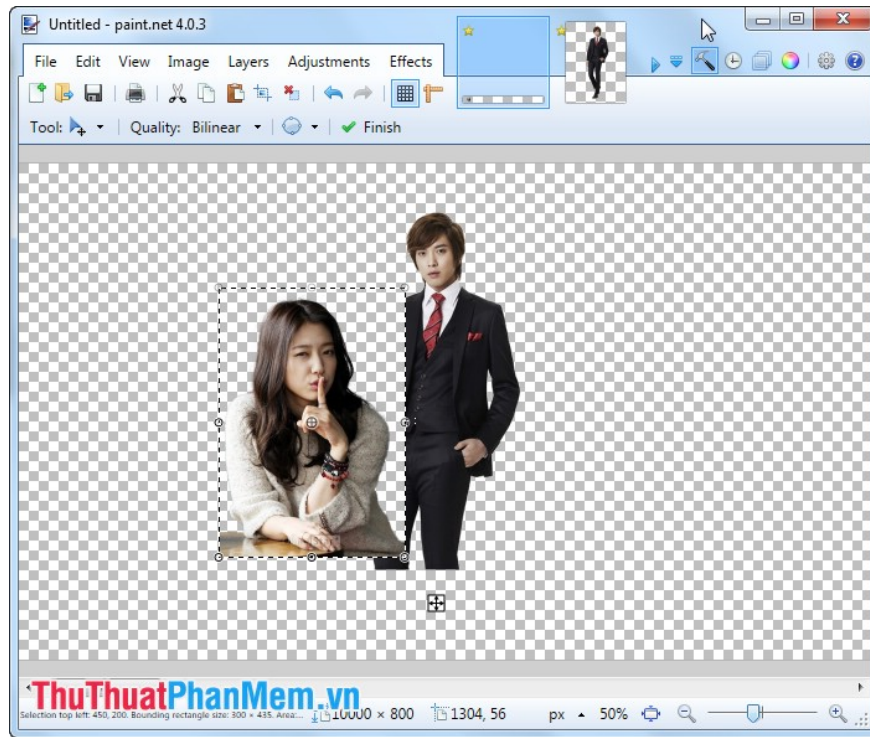 Untitled - paint.net 4.0.3
File Edit View Image Layers Adjustments Effects
Tool: Quality: Bilinear Finish
ThuThuatPhanMem.vn
Selection top left: 450, 200. Bounding rectangle size: 300 × 435. Area:... 10000 × 800 1304, 56 px 50%